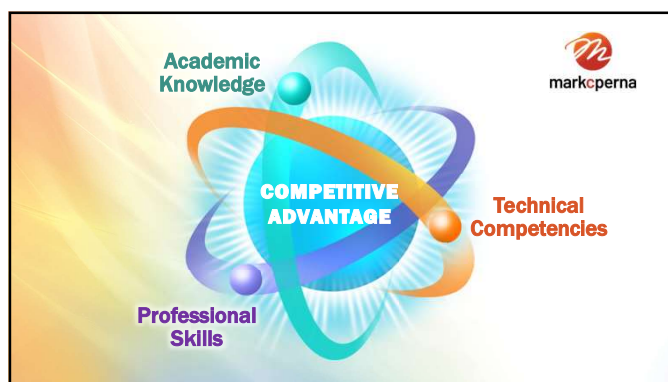 Academic
Knowledge
markcperna
COMPETITIVE
ADVANTAGE
Technical
Competencies
Professional
Skills